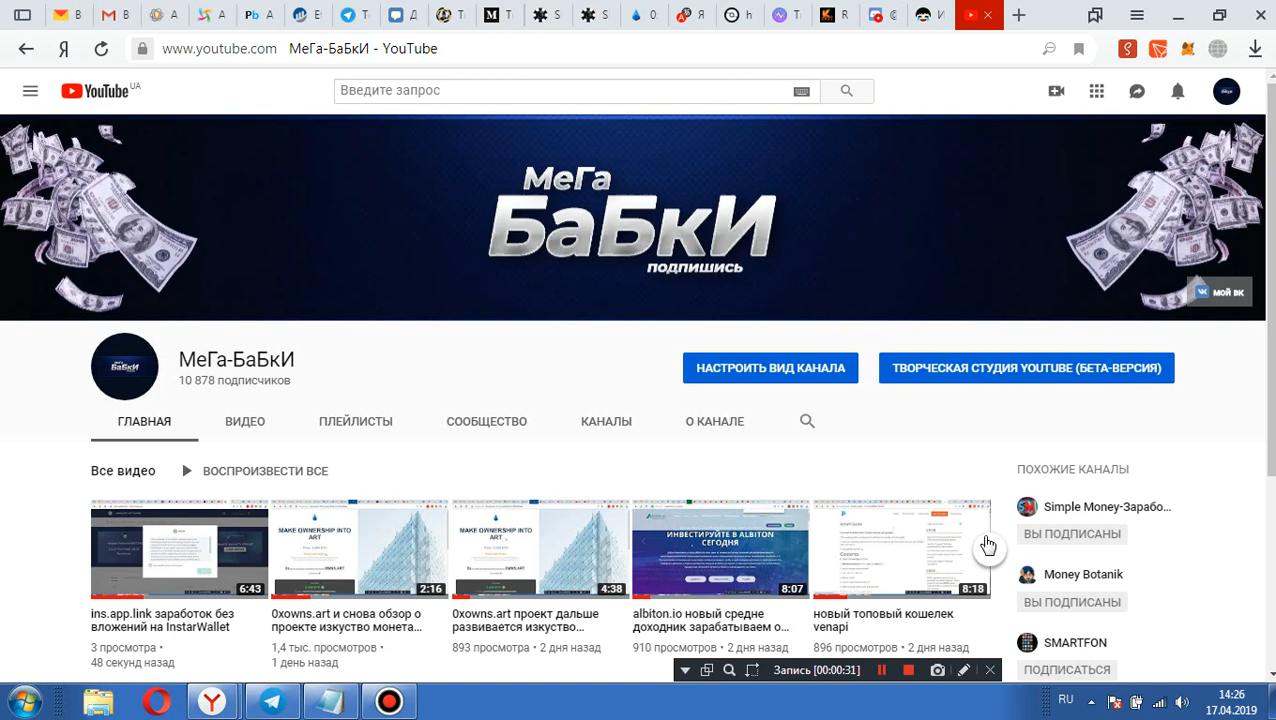 В
М
А
А
Pb
Е
Т
Д
Т
Т
S
S
0:
Я
h
Т
R
@
И
Я
www.youtube.com МеГа-БаБкИ - YouTube
YouTube UA
Введите запрос
МеГа
БаБкИ
подпишись
мой вк
МеГа-БаБкИ
10 878 подписчиков
НАСТРОИТЬ ВИД КАНАЛА
ТВОРЧЕСКАЯ СТУДИЯ YOUTUBE (БЕТА-ВЕРСИЯ)
ГЛАВНАЯ ВИДЕО ПЛЕЙЛИСТЫ СООБЩЕСТВО КАНАЛЫ О КАНАЛЕ
Все видео ВОСПРОИЗВЕСТИ ВСЕ
ПОХОЖИЕ КАНАЛЫ
MAKE OWNERSHIP INTO ART
MAKE OWNERSHIP INTO ART
ИНВЕСТИРУЙТЕ В ALBITON СЕГОДНЯ
6:43
2:16
4:38
8:07
8:18
ins.app.link заработок без вложений на InstarWallet
3 просмотра •
48 секунд назад
0xowns.art и снова обзор о проекте изкуство монета...
1,4 тыс. просмотров •
1 день назад
0xowns.art проект дальше развивается изкуство...
893 просмотра • 2 дня назад
albiton.io новый средне доходник зарабатываем о...
910 просмотров • 2 дня назад
новый топовый кошелек venapi
896 просмотров • 2 дня назад
Simple Money-Зарабо...
ВЫ ПОДПИСАНЫ
Money Botanik
ВЫ ПОДПИСАНЫ
SMARTFON
ПОДПИСАТЬСЯ
Запись [00:00:31]
RU
14:26
17.04.2019